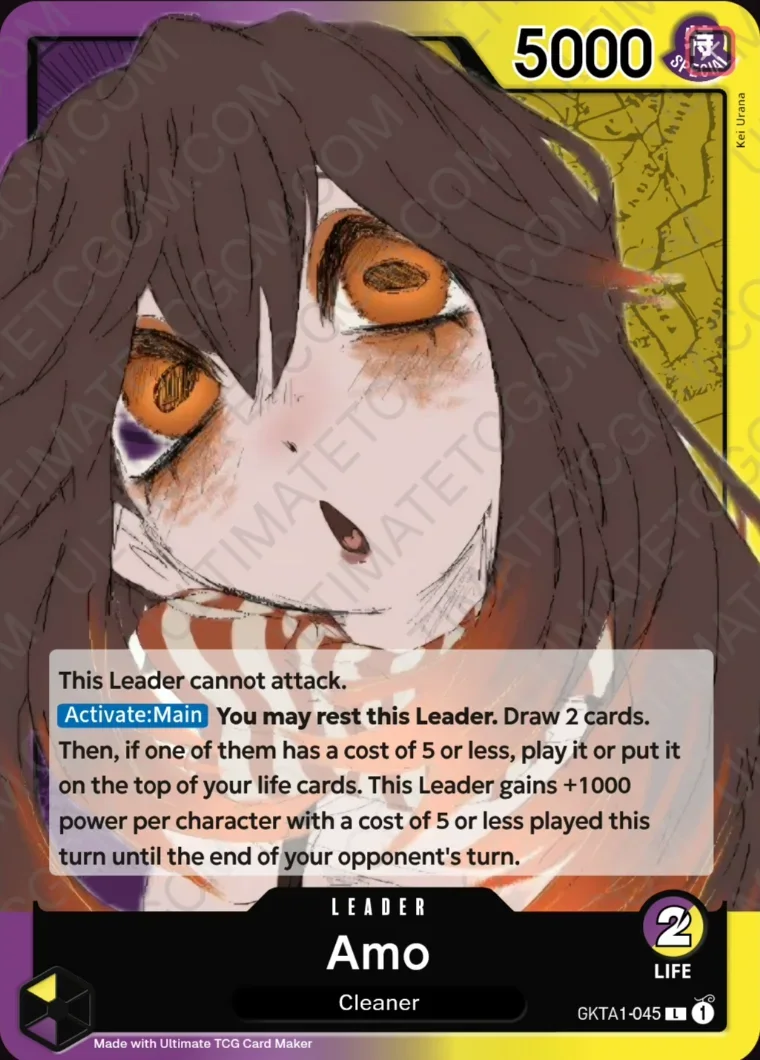 5000
SPECIAL
Kei Urana
This Leader cannot attack.
Activate:Main You may rest this Leader. Draw 2 cards.
Then, if one of them has a cost of 5 or less, play it or put it
on the top of your life cards. This Leader gains +1000
power per character with a cost of 5 or less played this
turn until the end of your opponent's turn.
LEADER
Amo
2
LIFE
Cleaner
GKTA1-045 L 1
Made with Ultimate TCG Card Maker
ULTIMATETCGCM.COM